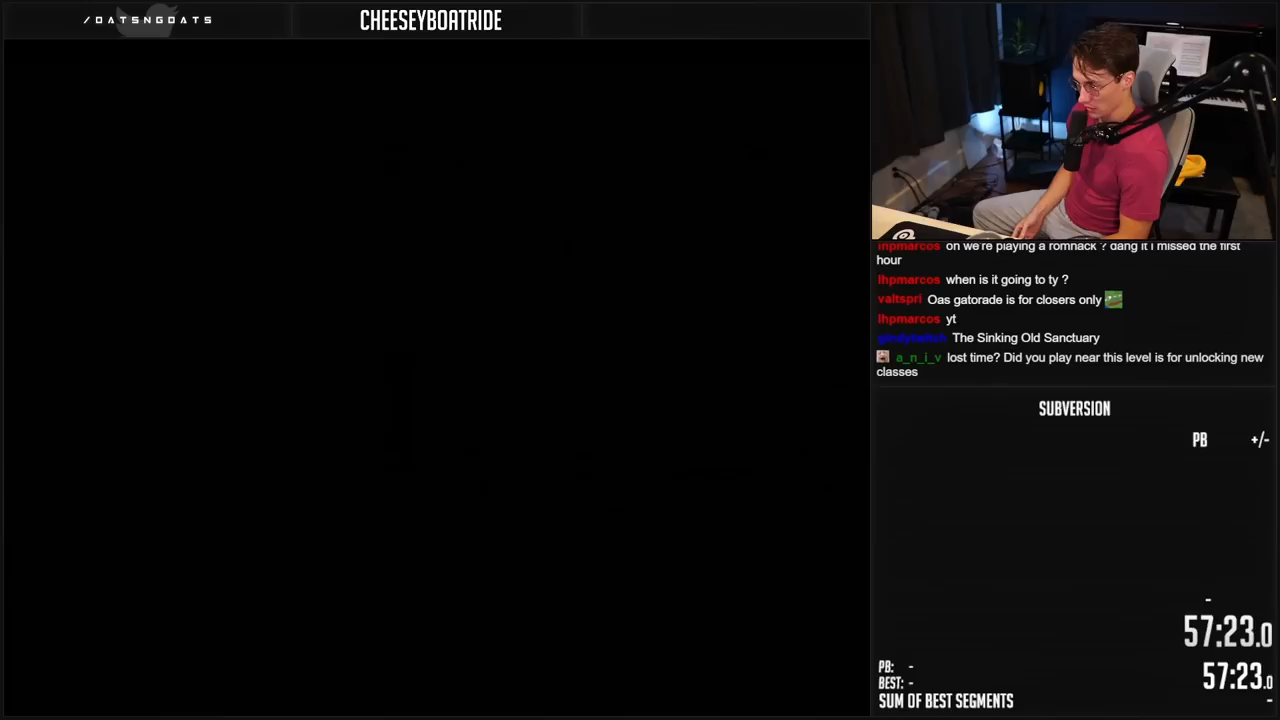 /OATSNGOATS
CHEESEYBOATRIDE
lhpmarcos oh we're playing a romhack ? dang it i missed the first
hour
lhpmarcos when is it going to ty ?
valtspri Oas gatorade is for closers only
lhpmarcos yt
The Sinking Old Sanctuary
a_n_i_v lost time? Did you play near this level is for unlocking new
classes
SUBVERSION
PB +/-
-
57:23.0
PB: -
57:23.0
BEST: -
SUM OF BEST SEGMENTS -